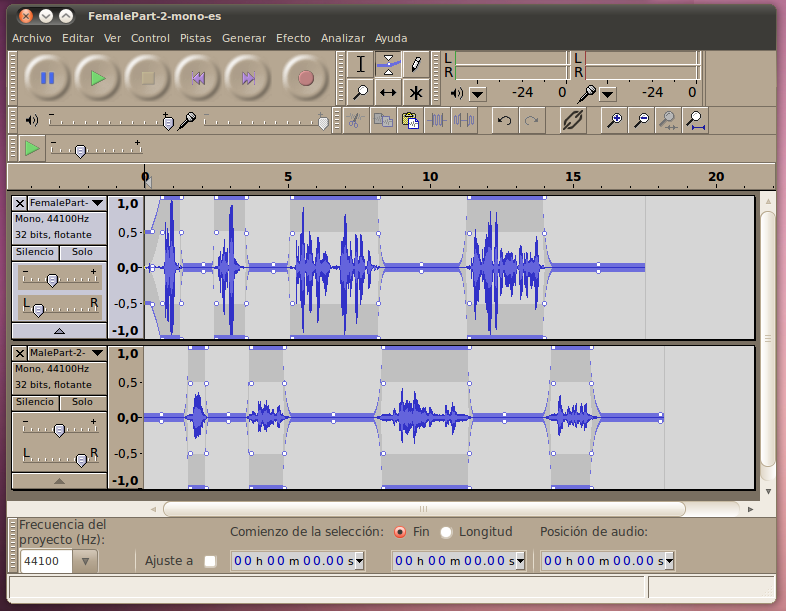 FemalePart-2-mono-es
Archivo Editar Ver Control Pistas Generar Efecto Analizar Ayuda
L
R
-24 0
L
R
-24 0
- +
- +
- +
0 5 10 15 20
FemalePart-
Mono, 44100Hz
32 bits, flotante
Silencio Solo
- +
L R
1,0
0,5-
0,0-
-0,5-
-1,0
MalePart-2-
Mono, 44100Hz
32 bits, flotante
Silencio Solo
- +
L R
1,0
0,5-
0,0-
-0,5-
-1,0
Frecuencia del
proyecto (Hz):
44100
Ajuste a
Comienzo de la selección: Fin Longitud
00 h 00 m 00.00 s
00 h 00 m 00.00 s
Posición de audio:
00 h 00 m 00.00 s